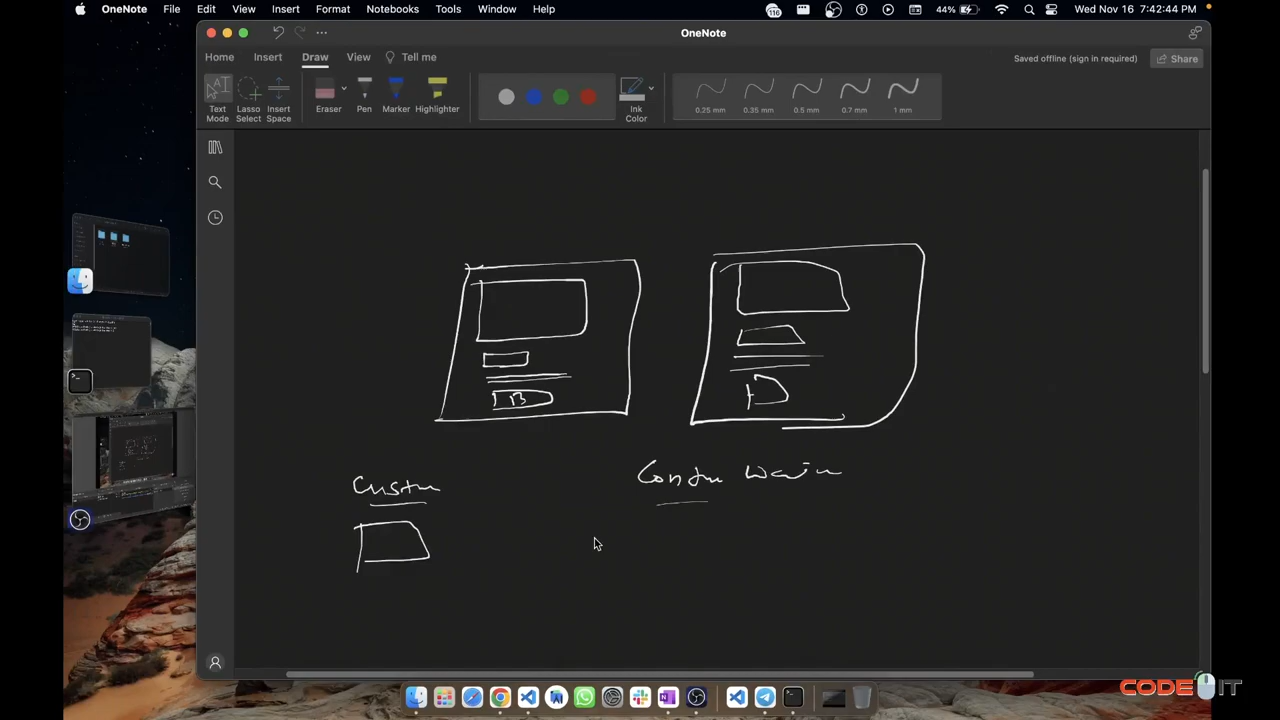 OneNote File Edit View Insert Format Notebooks Tools Window Help 116 44% Wed Nov 16 7:42:44 PM
OneNote
Home Insert Draw View Tell me Saved offline (sign in required) Share
Text Mode
Lasso Select
Insert Space
Eraser
Pen
Marker
Highlighter
Ink Color
0.25 mm 0.35 mm 0.5 mm 0.7 mm 1 mm
CODE IT